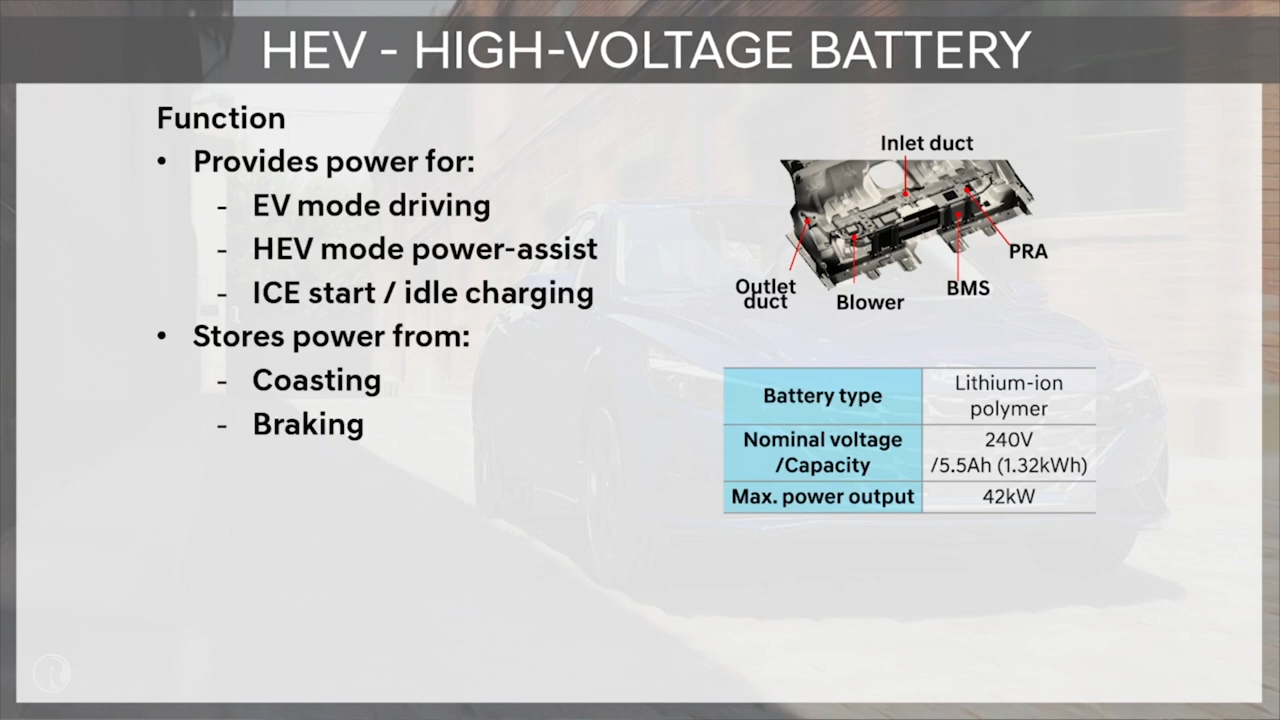 HEV - HIGH-VOLTAGE BATTERY
Function
• Provides power for:
- EV mode driving
- HEV mode power-assist
- ICE start / idle charging
• Stores power from:
- Coasting
- Braking
Inlet duct
PRA
BMS
Blower
Outlet
duct
Battery type
Lithium-ion
polymer
Nominal voltage
/Capacity
240V
/5.5Ah (1.32kWh)
Max. power output
42kW
R